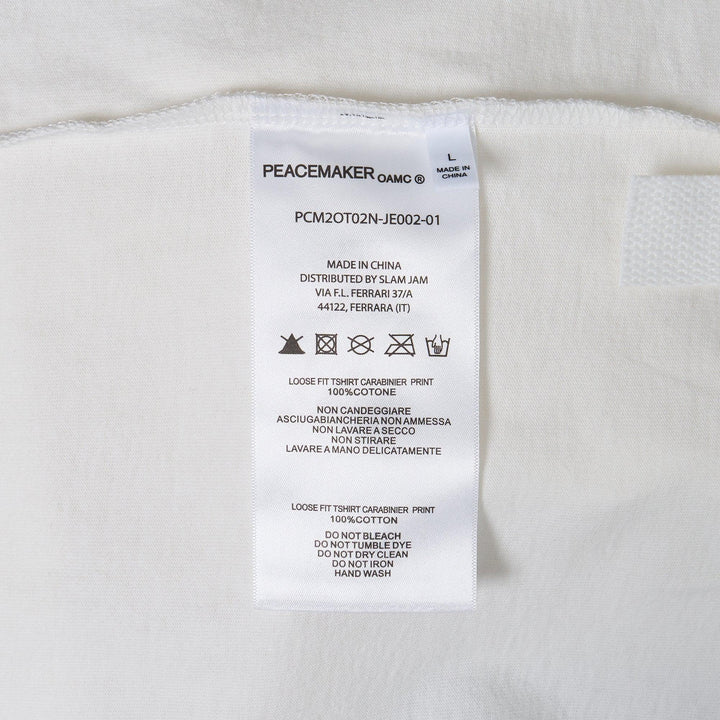 L
MADE IN
CHINA
PEACEMAKER OAMC ®
PCM2OT02N-JE002-01
MADE IN CHINA
DISTRIBUTED BY SLAM JAM
VIA F.L. FERRARI 37/A
44122, FERRARA (IT)
LOOSE FIT TSHIRT CARABINIER PRINT
100%COTONE
NON CANDEGGIARE
ASCIUGABIANCHERIA NON AMMESSA
NON LAVARE A SECCO
NON STIRARE
LAVARE A MANO DELICATAMENTE
LOOSE FIT TSHIRT CARABINIER PRINT
100%COTTON
DO NOT BLEACH
DO NOT TUMBLE DYE
DO NOT DRY CLEAN
DO NOT IRON
HAND WASH